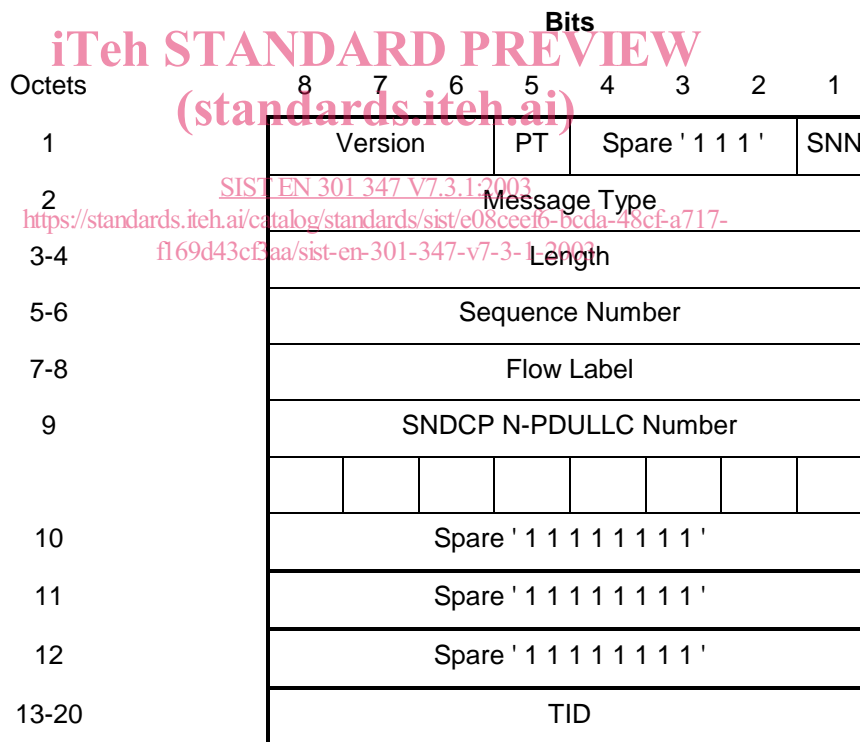 Bits
iTeh STANDARD PREVIEW
Octets 8 7 6 5 4 3 2 1
(standards.iteh.ai)
1 Version PT Spare ' 1 1 1 ' SNN
SIST EN 301 347 V7.3.1:2003
2 Message Type
https://standards.iteh.ai/catalog/standards/sist/e08ceef6-bcda-48cf-a717-
f169d43cf3aa/sist-en-301-347-v7-3-1-2003
3-4 Length
5-6 Sequence Number
7-8 Flow Label
9 SNDCP N-PDULLC Number
10 Spare ' 1 1 1 1 1 1 1 1 '
11 Spare ' 1 1 1 1 1 1 1 1 '
12 Spare ' 1 1 1 1 1 1 1 1 '
13-20 TID